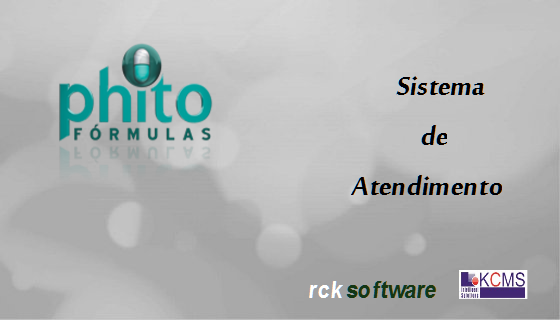 phito
FÓRMULAS
Sistema
de
Atendimento
rck software
KCMS